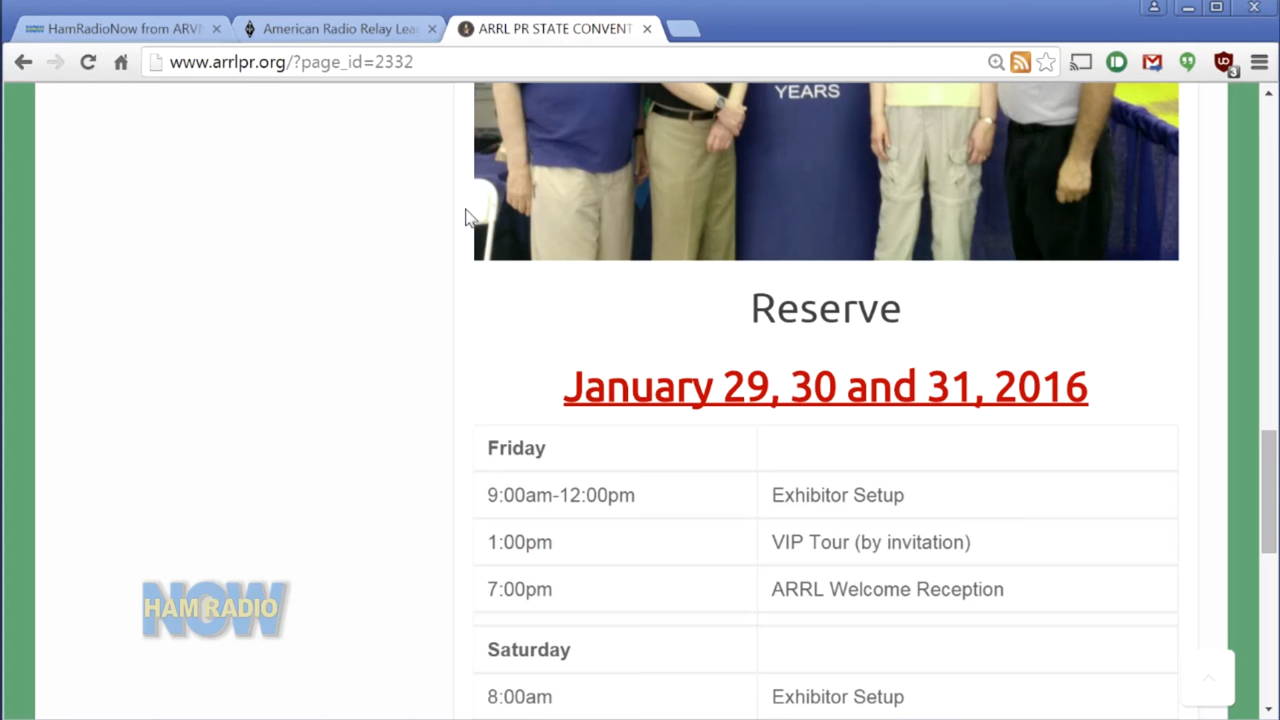 HamRadioNow from ARVN
American Radio Relay Lea
ARRL PR STATE CONVENT
www.arrlpr.org/?page_id=2332
3
YEARS
Reserve
January 29, 30 and 31, 2016
Friday
9:00am-12:00pm Exhibitor Setup
1:00pm VIP Tour (by invitation)
7:00pm ARRL Welcome Reception
HAM RADIO NOW
Saturday
8:00am Exhibitor Setup